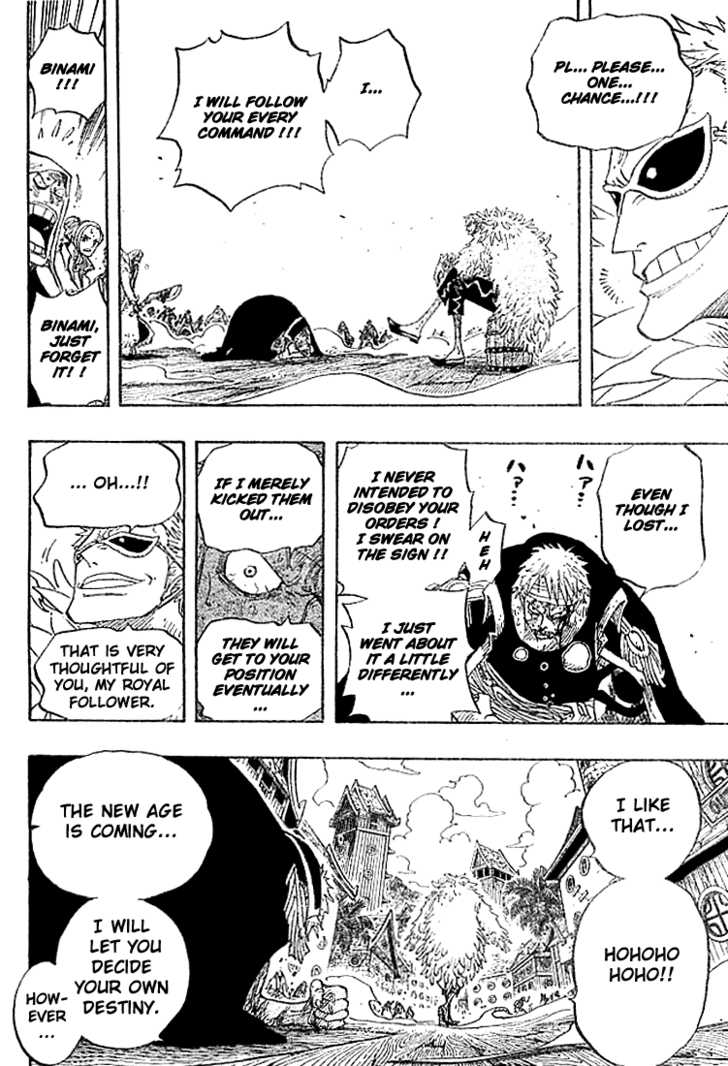 PL... PLEASE...
ONE...
CHANCE...!!!
I...
I WILL FOLLOW
YOUR EVERY
COMMAND !!!
BINAMI
!!!
BINAMI,
JUST
FORGET
IT! !
EVEN
THOUGH I
LOST...
ハァ?
ハァ?
HEH
I NEVER
INTENDED TO
DISOBEY YOUR
ORDERS !
I SWEAR ON
THE SIGN !!
I JUST
WENT ABOUT
IT A LITTLE
DIFFERENTLY
...
IF I MERELY
KICKED THEM
OUT...
THEY WILL
GET TO YOUR
POSITION
EVENTUALLY
...
... OH...!!
THAT IS VERY
THOUGHTFUL OF
YOU, MY ROYAL
FOLLOWER.
I LIKE
THAT...
HOHOHO
HOHO!!
THE NEW AGE
IS COMING...
I WILL
LET YOU
DECIDE
YOUR OWN
DESTINY.
HOW-
EVER
...